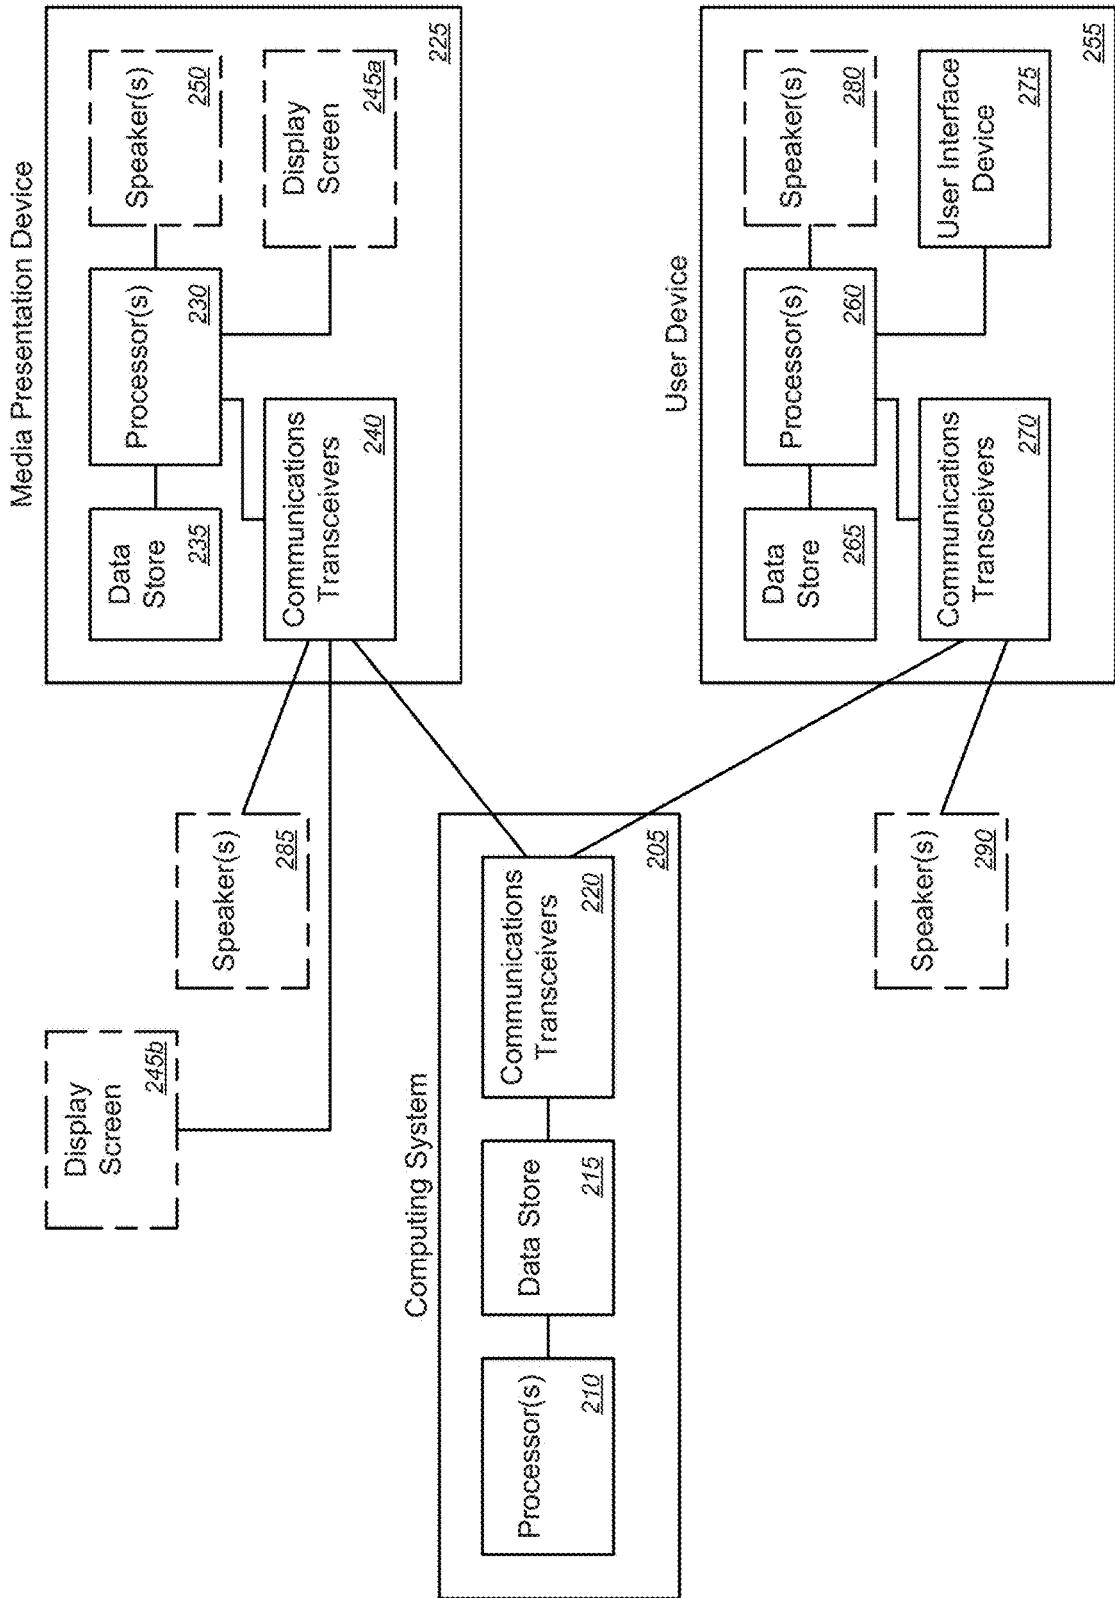 Media Presentation Device
Data
Store
235
Processor(s)
230
Speaker(s)
250
Communications
Transceivers
240
Display
Screen
245a
225
Display
Screen
245b
Speaker(s)
285
Computing System
Processor(s)
210
Data Store
215
Communications
Transceivers
220
205
User Device
Data
Store
265
Processor(s)
260
Speaker(s)
280
Communications
Transceivers
270
User Interface
Device
275
255
Speaker(s)
290